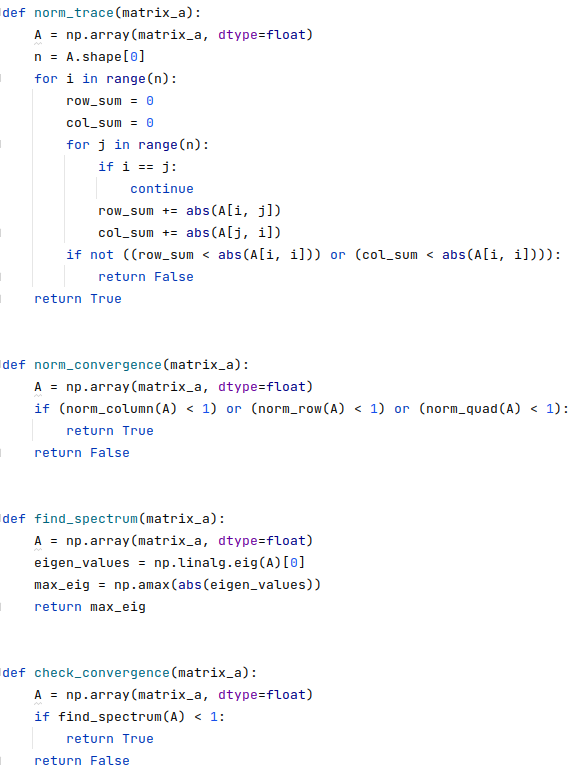 def norm_trace(matrix_a):
    A = np.array(matrix_a, dtype=float)
    n = A.shape[0]
    for i in range(n):
        row_sum = 0
        col_sum = 0
        for j in range(n):
            if i == j:
                continue
            row_sum += abs(A[i, j])
            col_sum += abs(A[j, i])
        if not ((row_sum < abs(A[i, i])) or (col_sum < abs(A[i, i]))):
            return False
    return True
def norm_convergence(matrix_a):
    A = np.array(matrix_a, dtype=float)
    if (norm_column(A) < 1) or (norm_row(A) < 1) or (norm_quad(A) < 1):
        return True
    return False
def find_spectrum(matrix_a):
    A = np.array(matrix_a, dtype=float)
    eigen_values = np.linalg.eig(A)[0]
    max_eig = np.amax(abs(eigen_values))
    return max_eig
def check_convergence(matrix_a):
    A = np.array(matrix_a, dtype=float)
    if find_spectrum(A) < 1:
        return True
    return False